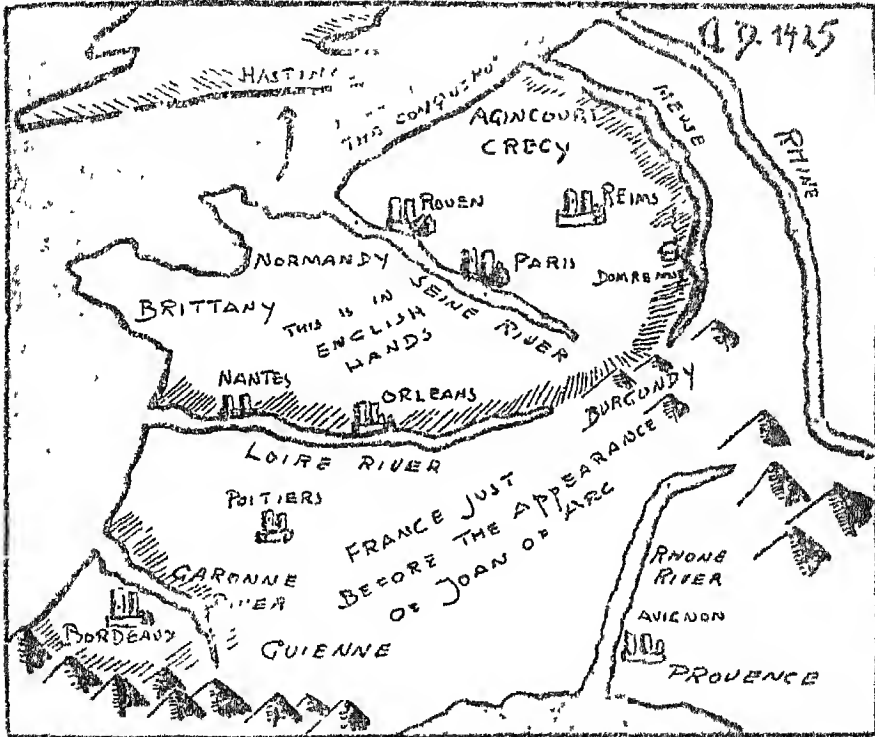 A.D. 1425
HASTING
THE CONQUERO
AGINCOURT
CRECY
MEUSE
RHINE
ROUEN
REIMS
NORMANDY
PARIS
DOMREMY
BRITTANY
SEINE RIVER
THIS IS IN
ENGLISH
HANDS
NANTES
ORLEANS
BURGUNDY
LOIRE RIVER
POITIERS
FRANCE JUST
BEFORE THE APPEARANCE
OF JOAN OF ARC
GARONNE
RIVER
RHONE
RIVER
BORDEAUX
AVIGNON
GUIENNE
PROVENCE